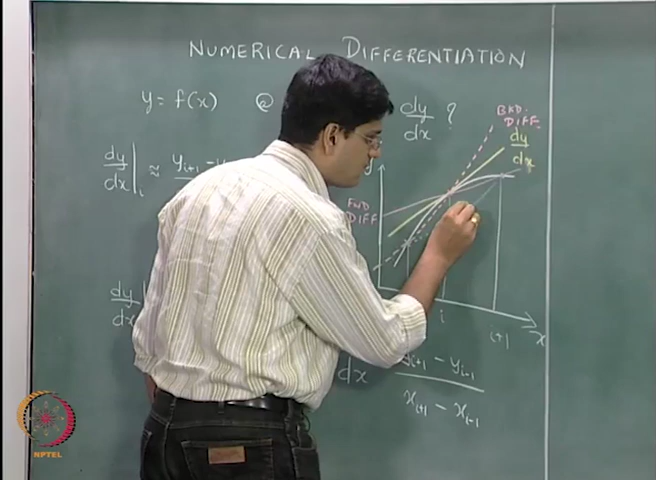 NUMERICAL DIFFERENTIATION
y = f(x) @ dy/dx ?
BKD. DIFF.
dy/dx
dy/dx|i ≈ yi+1 -
y
FWD DIFF
dy/dx
i
i+1
x
dx
yi+1 - yi-1
xi+1 - xi-1
NPTEL